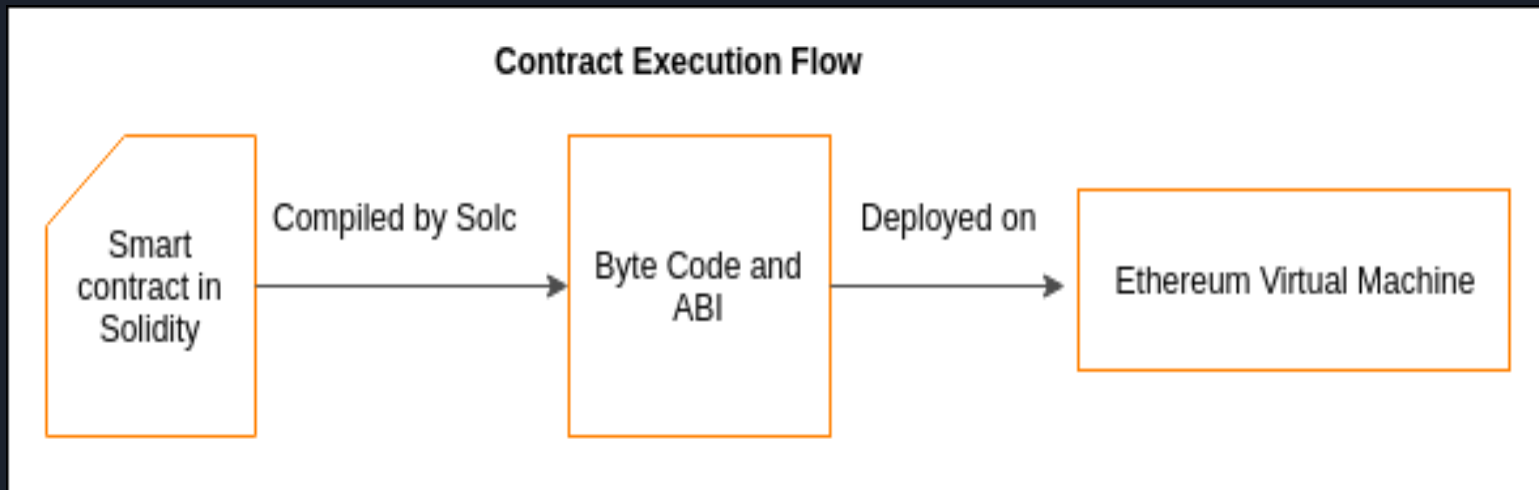 Contract Execution Flow
Smart
contract in
Solidity
Compiled by Solc
Byte Code and
ABI
Deployed on
Ethereum Virtual Machine